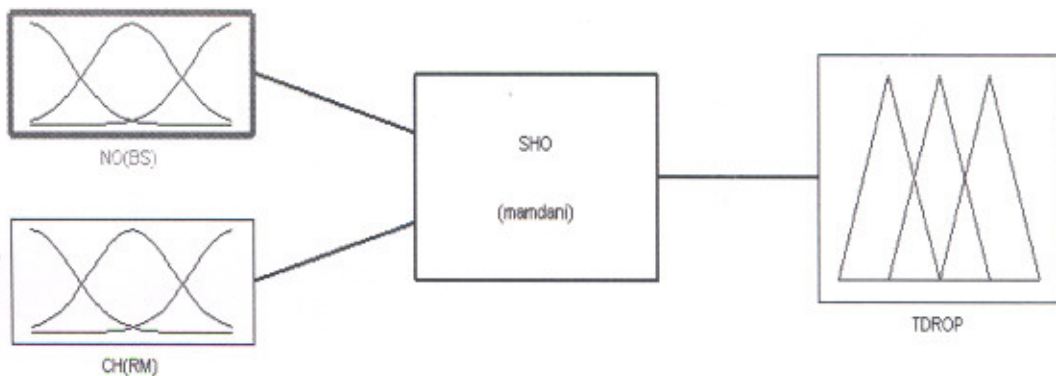 NO(BS)
SHO
(mamdani)
CH(RM)
TDROP